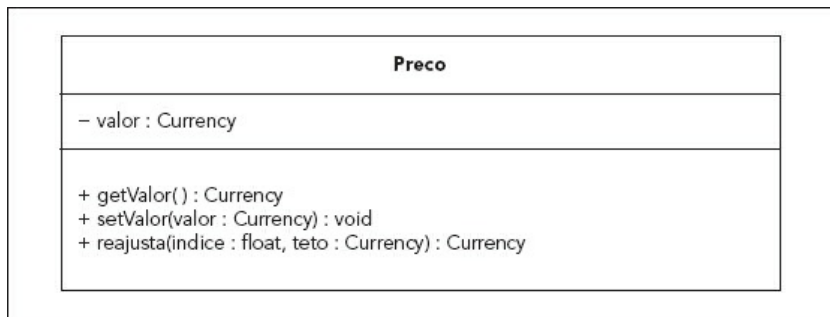 Preco
– valor : Currency
+ getValor( ) : Currency
+ setValor(valor : Currency) : void
+ reajusta(indice : float, teto : Currency) : Currency